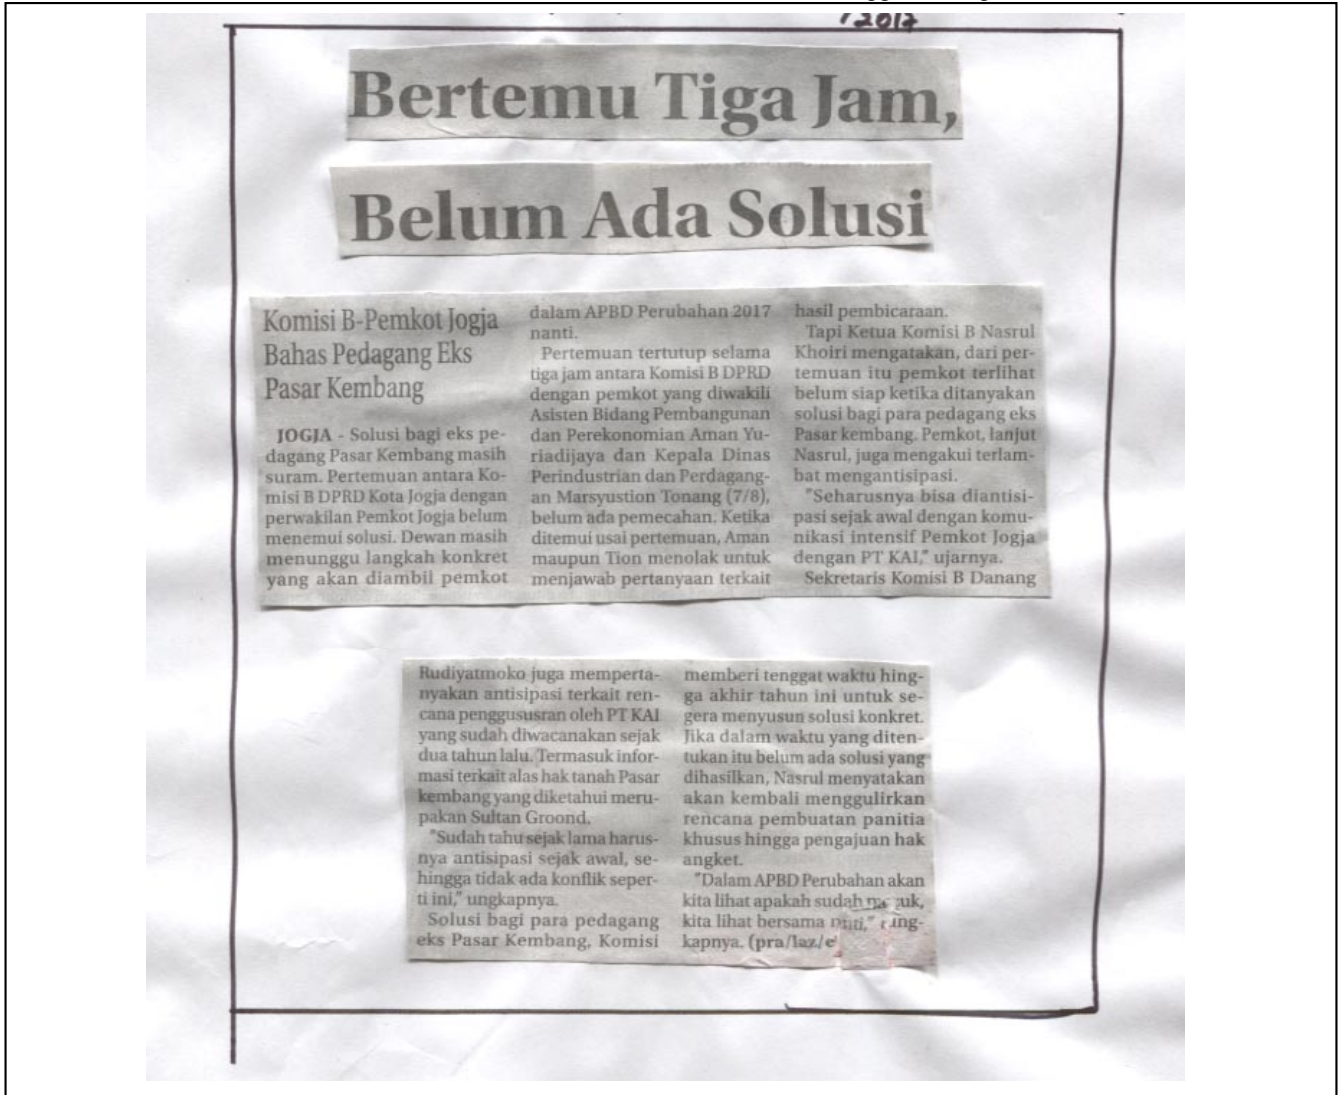 /2017
Bertemu Tiga Jam,
Belum Ada Solusi
Komisi B-Pemkot Jogja
Bahas Pedagang Eks
Pasar Kembang
JOGJA - Solusi bagi eks pe-
dagang Pasar Kembang masih
suram. Pertemuan antara Ko-
misi B DPRD Kota Jogja dengan
perwakilan Pemkot Jogja belum
menemui solusi. Dewan masih
menunggu langkah konkret
yang akan diambil pemkot
dalam APBD Perubahan 2017
nanti.
Pertemuan tertutup selama
tiga jam antara Komisi B DPRD
dengan pemkot yang diwakili
Asisten Bidang Pembangunan
dan Perekonomian Aman Yu-
riadijaya dan Kepala Dinas
Perindustrian dan Perdagang-
an Marsyustion Tonang (7/8),
belum ada pemecahan. Ketika
ditemui usai pertemuan, Aman
maupun Tion menolak untuk
menjawab pertanyaan terkait
hasil pembicaraan.
Tapi Ketua Komisi B Nasrul
Khoiri mengatakan, dari per-
temuan itu pemkot terlihat
belum siap ketika ditanyakan
solusi bagi para pedagang eks
Pasar kembang. Pemkot, lanjut
Nasrul, juga mengakui terlam-
bat mengantisipasi.
"Seharusnya bisa diantisi-
pasi sejak awal dengan komu-
nikasi intensif Pemkot Jogja
dengan PT KAI," ujarnya.
Sekretaris Komisi B Danang
Rudiyatmoko juga memperta-
nyakan antisipasi terkait ren-
cana penggususran oleh PT KAI
yang sudah diwacanakan sejak
dua tahun lalu. Termasuk infor-
masi terkait alas hak tanah Pasar
kembang yang diketahui meru-
pakan Sultan Groond.
"Sudah tahu sejak lama harus-
nya antisipasi sejak awal, se-
hingga tidak ada konflik seper-
ti ini," ungkapnya.
Solusi bagi para pedagang
eks Pasar Kembang, Komisi
memberi tenggat waktu hing-
ga akhir tahun ini untuk se-
gera menyusun solusi konkret.
Jika dalam waktu yang diten-
tukan itu belum ada solusi yang
dihasilkan, Nasrul menyatakan
akan kembali menggulirkan
rencana pembuatan panitia
khusus hingga pengajuan hak
angket.
"Dalam APBD Perubahan akan
kita lihat apakah sudah
kita lihat bersama
kapnya. (pra/laz/e